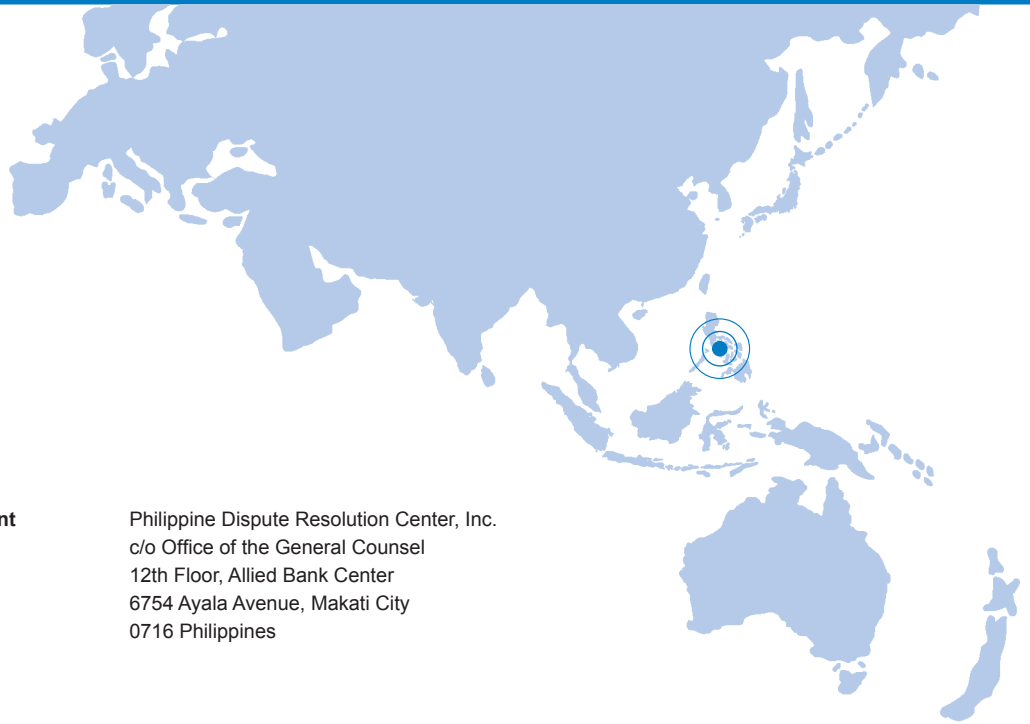 nt
Philippine Dispute Resolution Center, Inc.
c/o Office of the General Counsel
12th Floor, Allied Bank Center
6754 Ayala Avenue, Makati City
0716 Philippines